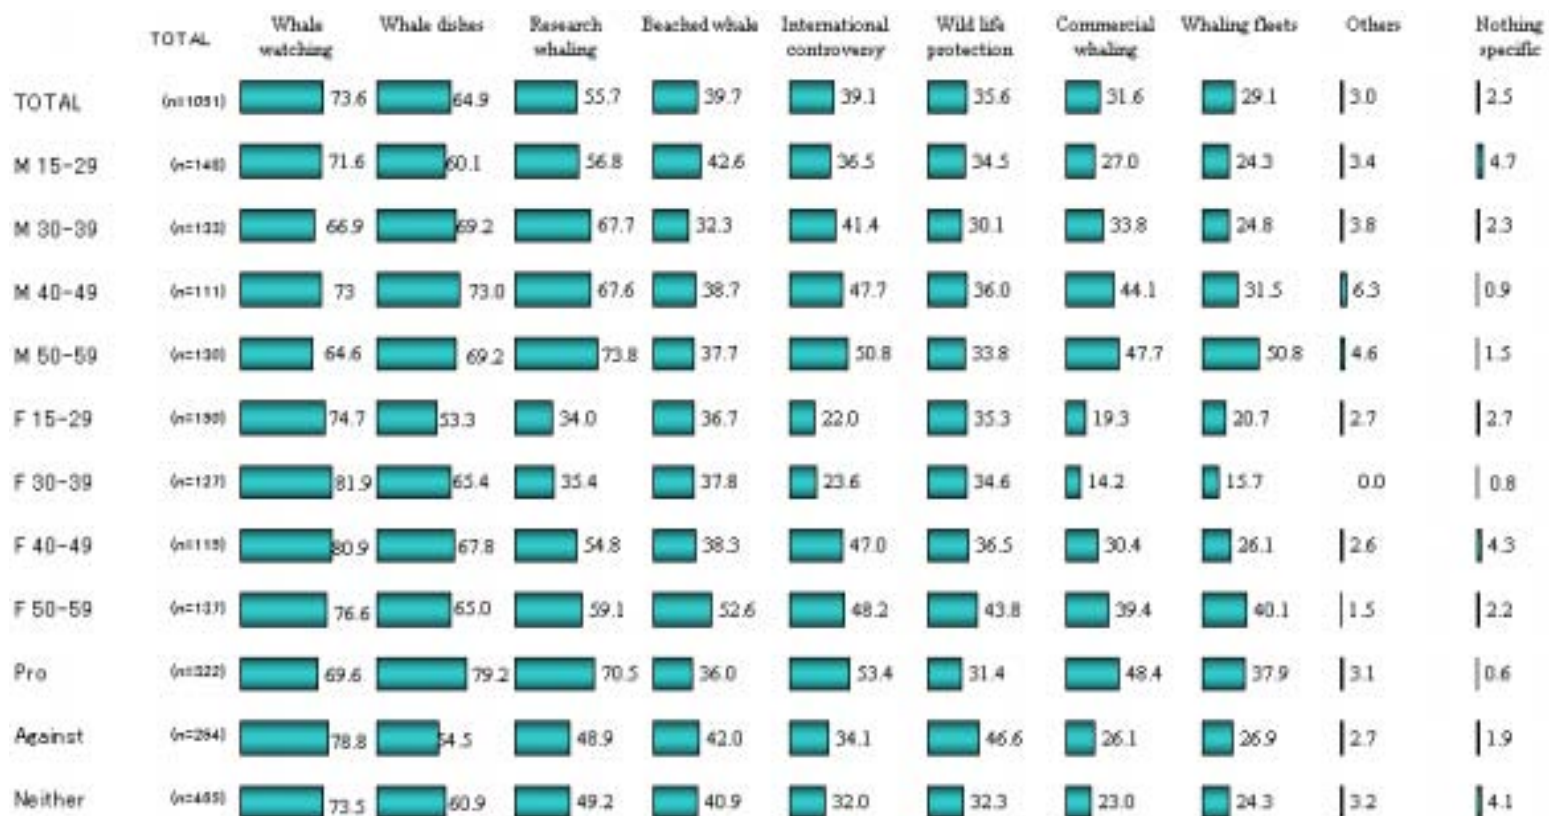 TOTAL Whale watching Whale dishes Research whaling Beached whale International controversy Wild life protection Commercial whaling Whaling fleets Others Nothing specific
TOTAL (n=1051) 73.6 64.9 55.7 39.7 39.1 35.6 31.6 29.1 3.0 2.5
M 15-29 (n=148) 71.6 60.1 56.8 42.6 36.5 34.5 27.0 24.3 3.4 4.7
M 30-39 (n=133) 66.9 69.2 67.7 32.3 41.4 30.1 33.8 24.8 3.8 2.3
M 40-49 (n=111) 73 73.0 67.6 38.7 47.7 36.0 44.1 31.5 6.3 0.9
M 50-59 (n=130) 64.6 69.2 73.8 37.7 50.8 33.8 47.7 50.8 4.6 1.5
F 15-29 (n=150) 74.7 53.3 34.0 36.7 22.0 35.3 19.3 20.7 2.7 2.7
F 30-39 (n=127) 81.9 65.4 35.4 37.8 23.6 34.6 14.2 15.7 0.0 0.8
F 40-49 (n=115) 80.9 67.8 54.8 38.3 47.0 36.5 30.4 26.1 2.6 4.3
F 50-59 (n=137) 76.6 65.0 59.1 52.6 48.2 43.8 39.4 40.1 1.5 2.2
Pro (n=322) 69.6 79.2 70.5 36.0 53.4 31.4 48.4 37.9 3.1 0.6
Against (n=264) 78.8 54.5 48.9 42.0 34.1 46.6 26.1 26.9 2.7 1.9
Neither (n=465) 73.5 60.9 49.2 40.9 32.0 32.3 23.0 24.3 3.2 4.1